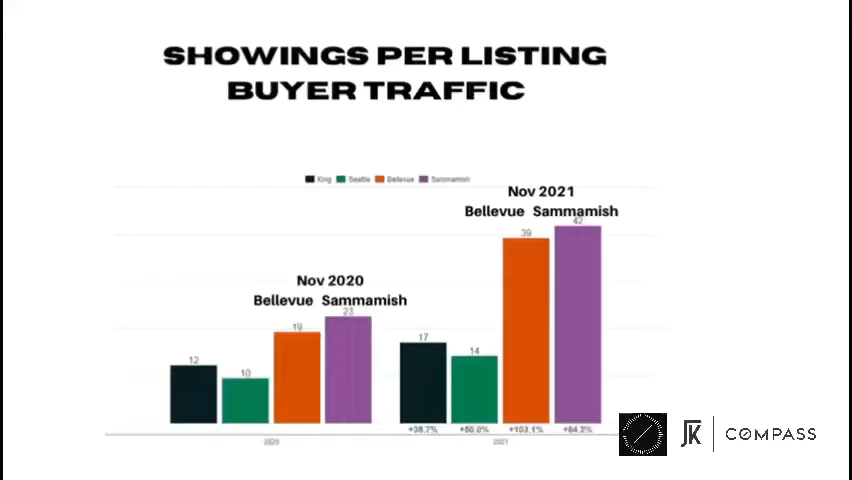 SHOWINGS PER LISTING
BUYER TRAFFIC
King Seattle Bellevue Sammamish
Nov 2021
Bellevue Sammamish
42
39
Nov 2020
Bellevue Sammamish
23
19
17
14
12
10
+38.7% +50.0% +103.1% +84.2%
2020 2021
JK COMPASS